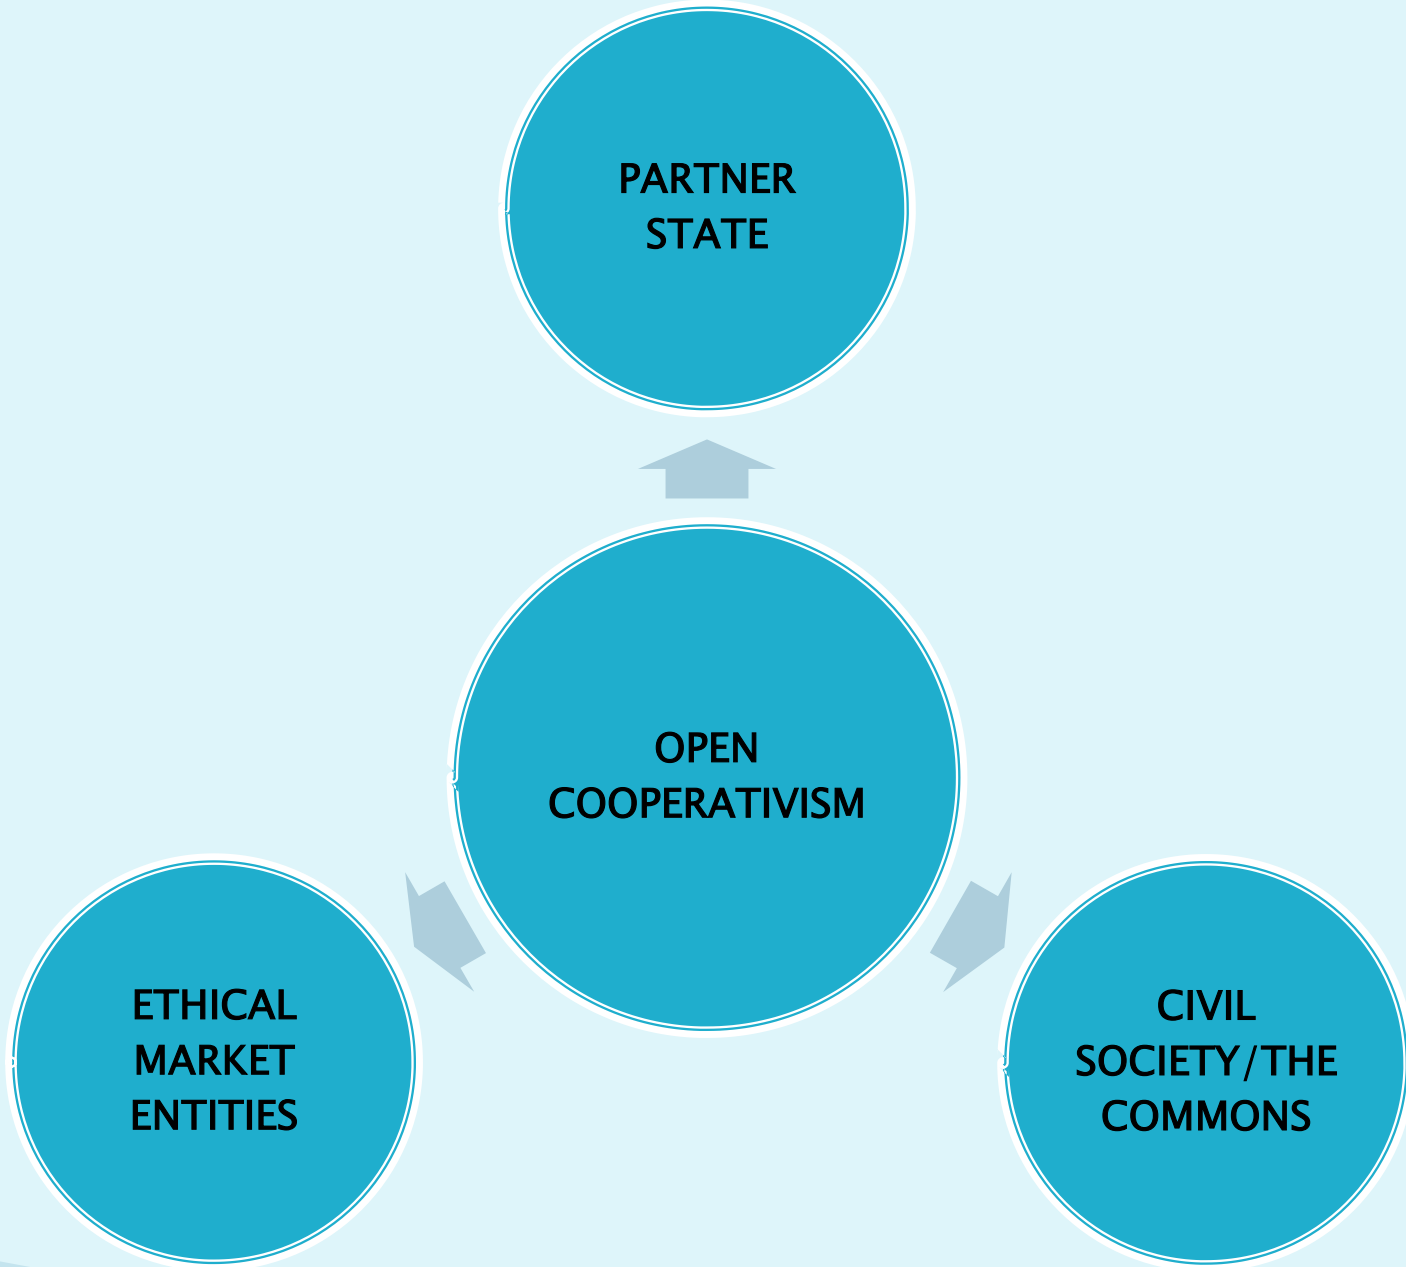 PARTNER
STATE
OPEN
COOPERATIVISM
ETHICAL
MARKET
ENTITIES
CIVIL
SOCIETY/THE
COMMONS